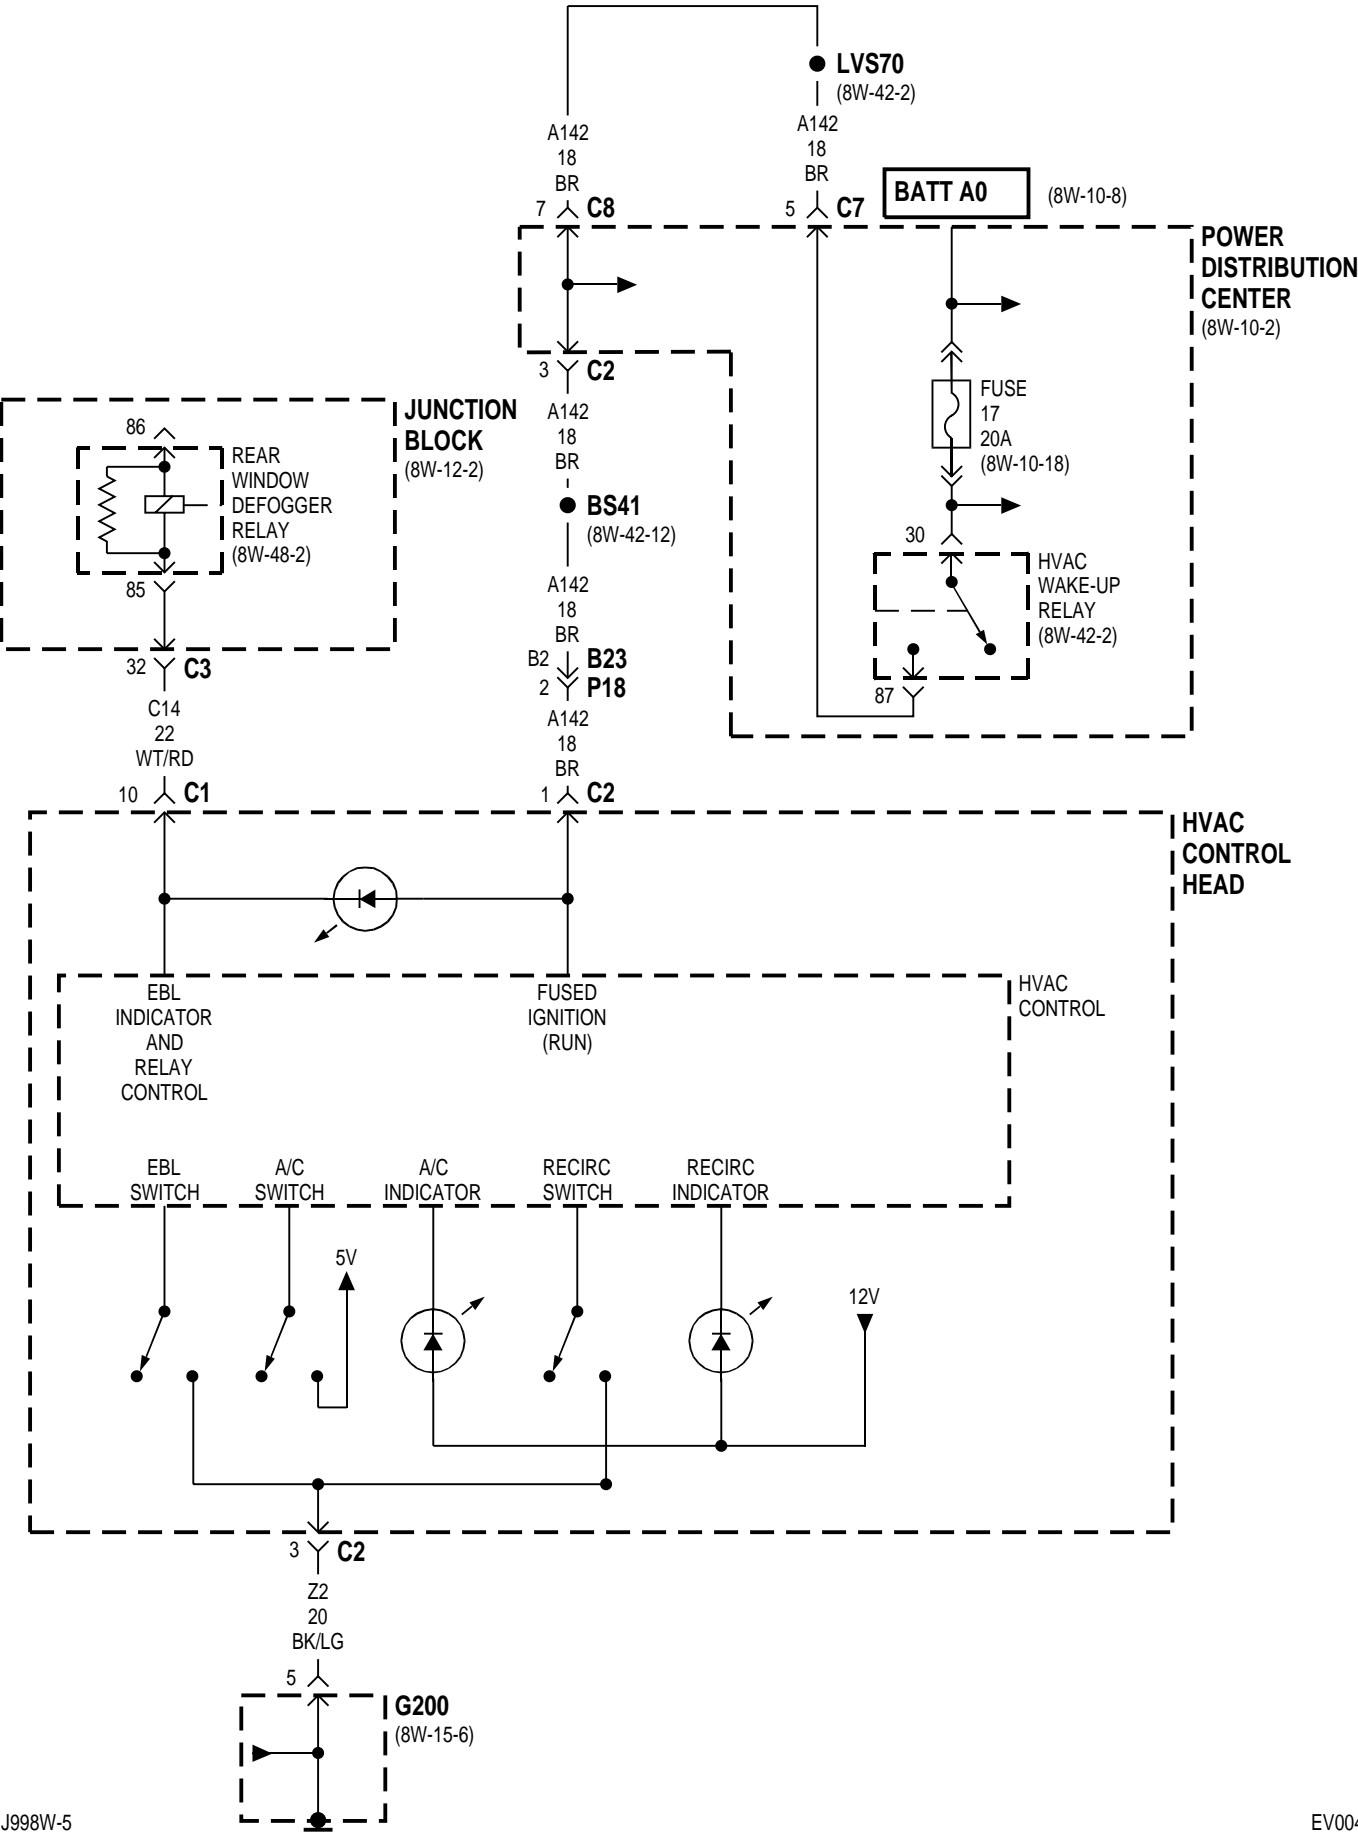 LVS70
(8W-42-2)
A142
18
BR
7
C8
A142
18
BR
5
C7
BATT A0
(8W-10-8)
POWER
DISTRIBUTION
CENTER
(8W-10-2)
3
C2
FUSE
17
20A
(8W-10-18)
30
HVAC
WAKE-UP
RELAY
(8W-42-2)
87
JUNCTION
BLOCK
(8W-12-2)
86
REAR
WINDOW
DEFOGGER
RELAY
(8W-48-2)
85
32
C3
C14
22
WT/RD
10
C1
A142
18
BR
BS41
(8W-42-12)
A142
18
BR
B2
B23
2
P18
A142
18
BR
1
C2
HVAC
CONTROL
HEAD
EBL
INDICATOR
AND
RELAY
CONTROL
FUSED
IGNITION
(RUN)
HVAC
CONTROL
EBL
SWITCH
A/C
SWITCH
A/C
INDICATOR
RECIRC
SWITCH
RECIRC
INDICATOR
5V
12V
3
C2
Z2
20
BK/LG
5
G200
(8W-15-6)
J998W-5
EV004